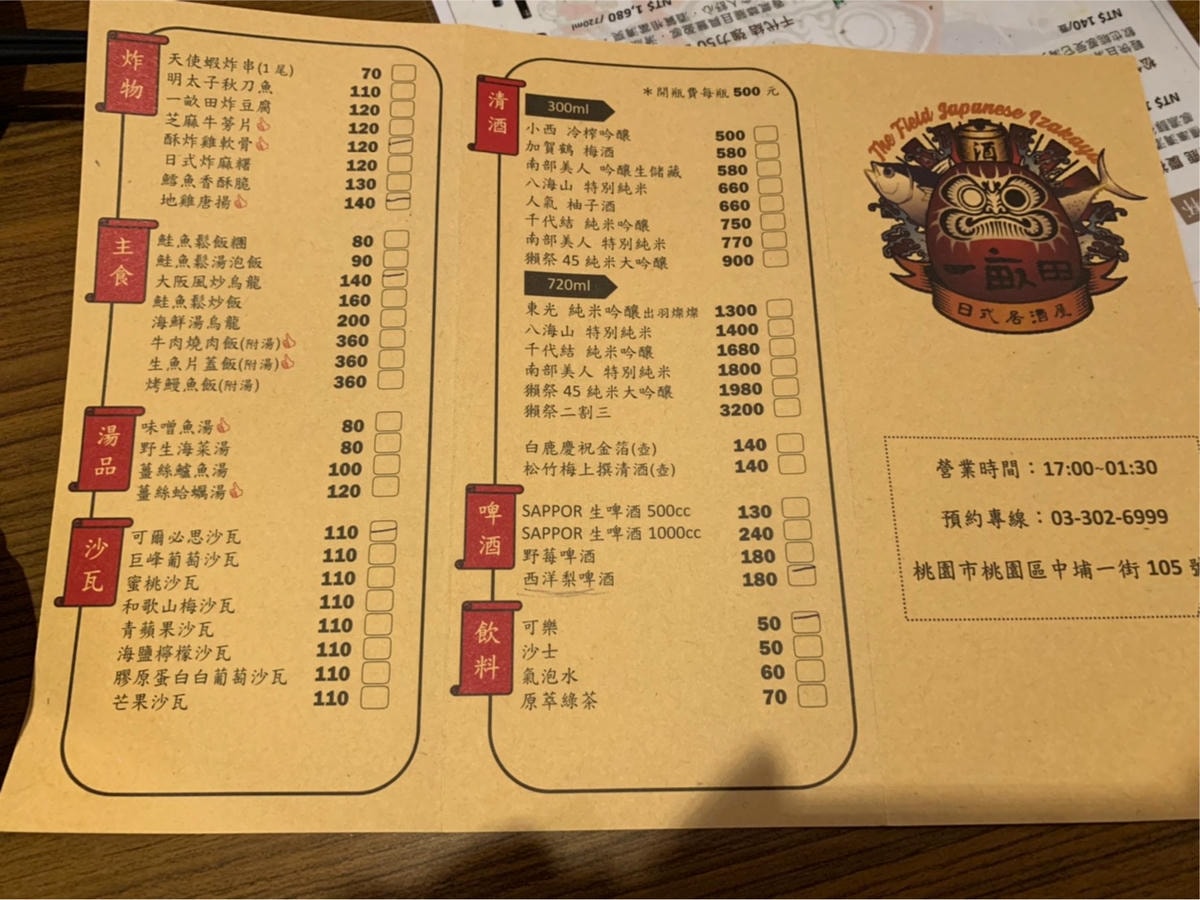 炸物
天使蝦炸串(1 尾) 70
明太子秋刀魚 110
一畝田炸豆腐 120
芝麻牛蒡片 120
酥炸雞軟骨 120
日式炸麻糬 120
鱈魚香酥脆 130
地雞唐揚 140
主食
鮭魚鬆飯糰 80
鮭魚鬆湯泡飯 90
大阪風炒烏龍 140
鮭魚鬆炒飯 160
海鮮湯烏龍 200
牛肉燒肉飯(附湯) 360
生魚片蓋飯(附湯) 360
烤鰻魚飯(附湯) 360
湯品
味噌魚湯 80
野生海菜湯 80
薑絲鱸魚湯 100
薑絲蛤蠣湯 120
沙瓦
可爾必思沙瓦 110
巨峰葡萄沙瓦 110
蜜桃沙瓦 110
和歌山梅沙瓦 110
青蘋果沙瓦 110
海鹽檸檬沙瓦 110
膠原蛋白白葡萄沙瓦 110
芒果沙瓦 110
清酒
*開瓶費每瓶 500 元
300ml
小西 冷榨吟釀 500
加賀鶴 梅酒 580
南部美人 吟釀生儲藏 580
八海山 特別純米 660
人氣 柚子酒 660
千代結 純米吟釀 750
南部美人 特別純米 770
獺祭 45 純米大吟釀 900
720ml
東光 純米吟釀出羽燦燦 1300
八海山 特別純米 1400
千代結 純米吟釀 1680
南部美人 特別純米 1800
獺祭 45 純米大吟釀 1980
獺祭二割三 3200
白鹿慶祝金箔(壺) 140
松竹梅上撰清酒(壺) 140
啤酒
SAPPOR 生啤酒 500cc 130
SAPPOR 生啤酒 1000cc 240
野莓啤酒 180
西洋梨啤酒 180
飲料
可樂 50
沙士 50
氣泡水 60
原萃綠茶 70
The Field Japanese Izakaya
酒
一畝田
日式居酒屋
營業時間：17:00~01:30
預約專線：03-302-6999
桃園市桃園區中埔一街 105 號
NT$ 1,680 /720ml
千代結 強力50
NT$ 140/壺
NT$